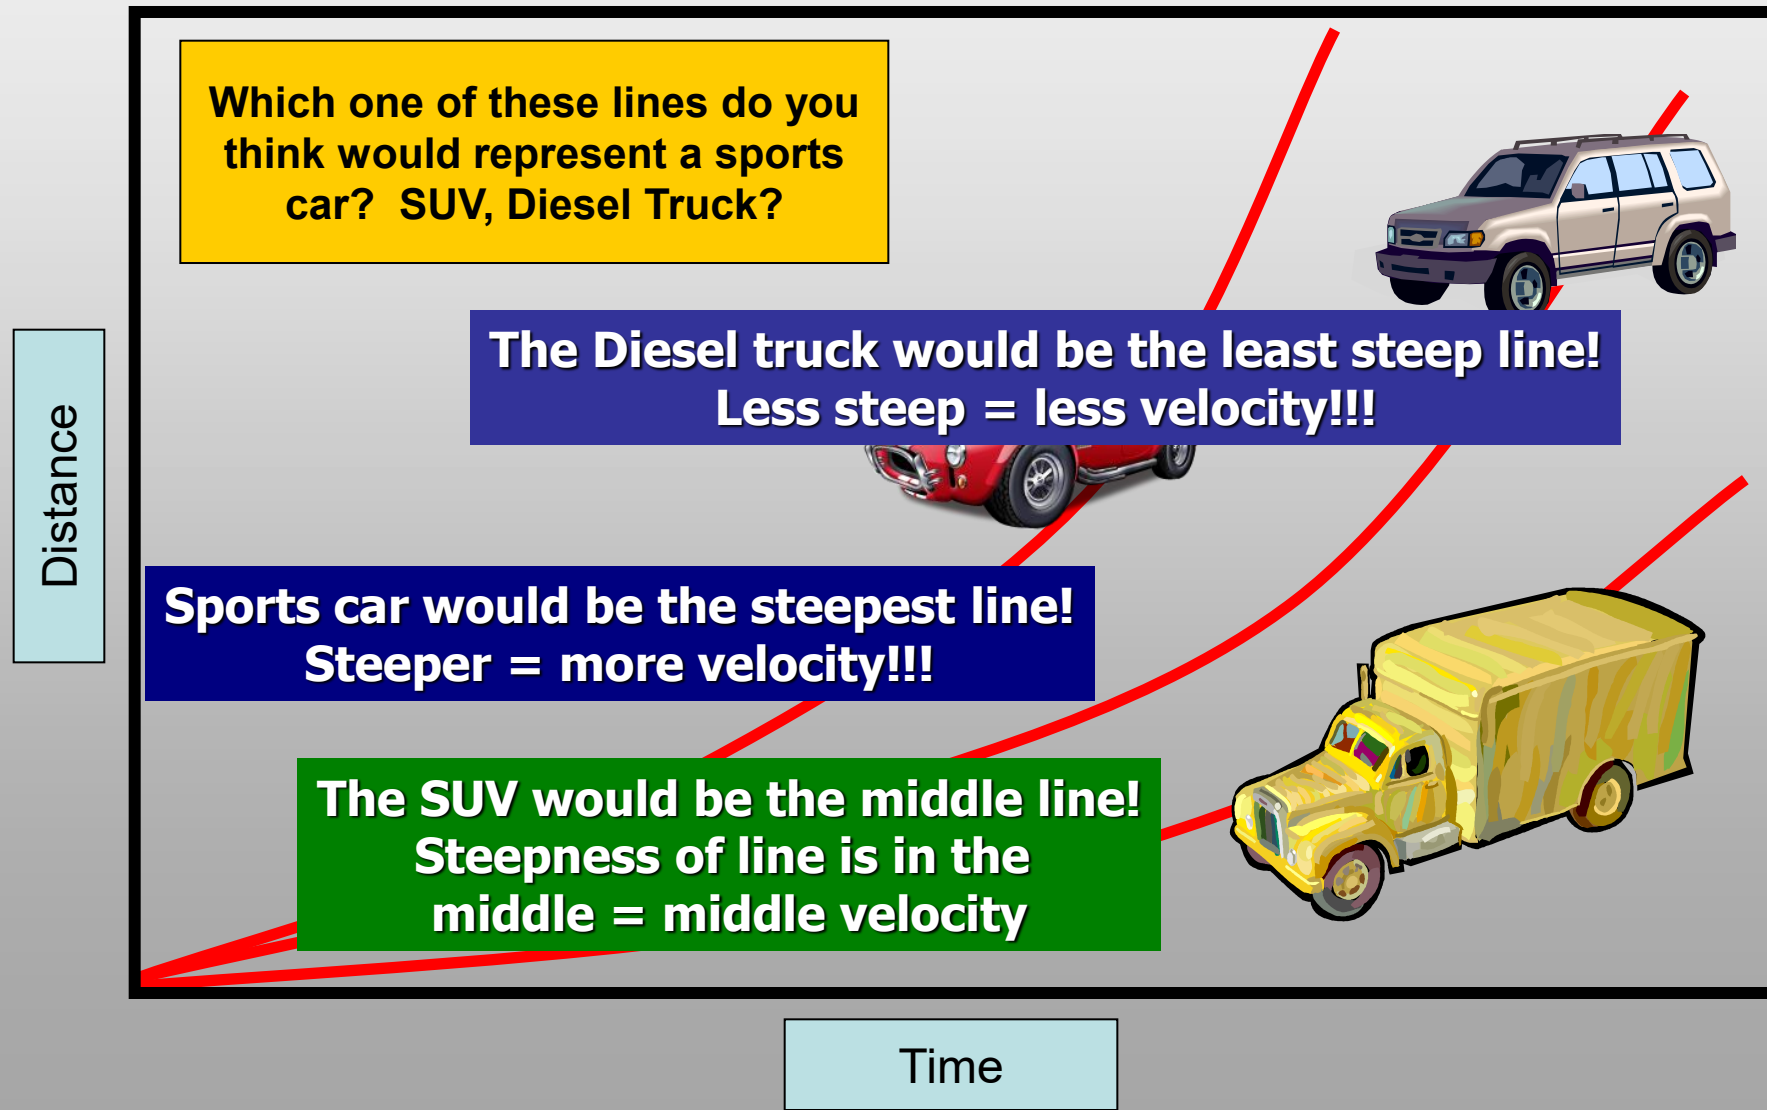 Which one of these lines do you
think would represent a sports
car? SUV, Diesel Truck?
The Diesel truck would be the least steep line!
Less steep = less velocity!!!
Distance
Sports car would be the steepest line!
Steeper = more velocity!!!
The SUV would be the middle line!
Steepness of line is in the
middle = middle velocity
Time